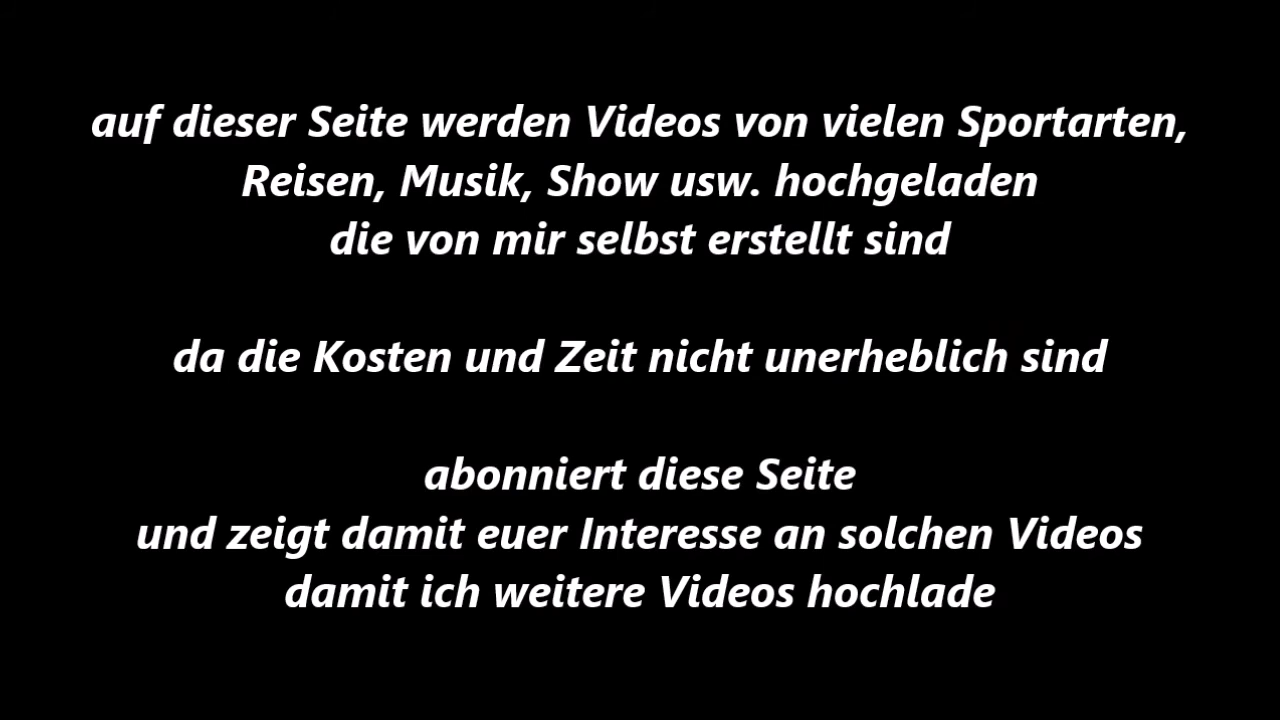 auf dieser Seite werden Videos von vielen Sportarten,
Reisen, Musik, Show usw. hochgeladen
die von mir selbst erstellt sind
da die Kosten und Zeit nicht unerheblich sind
abonniert diese Seite
und zeigt damit euer Interesse an solchen Videos
damit ich weitere Videos hochlade